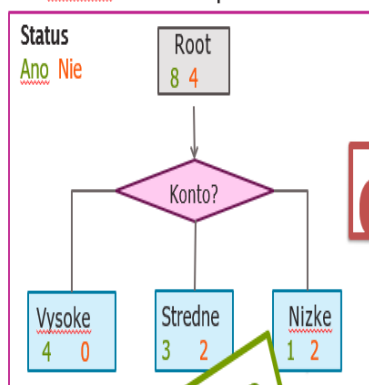 Status
Ano Nie
Root
8 4
Konto?
Vysoke
4 0
Stredne
3 2
Nizke
1 2